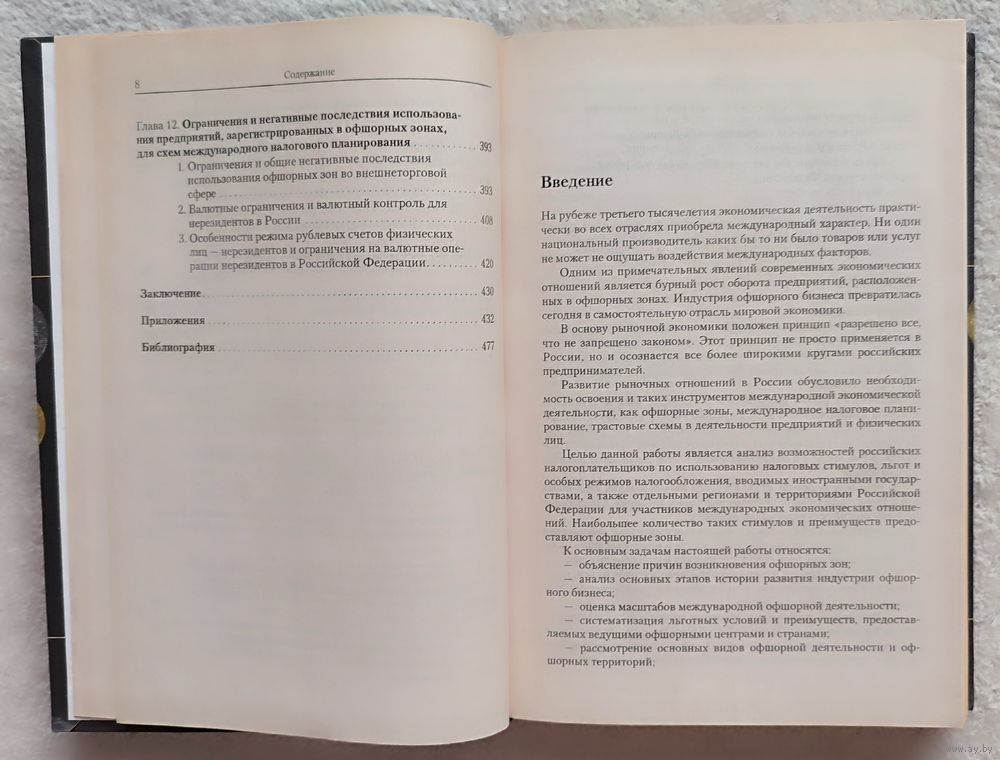 8
Содержание
Глава 12. Ограничения и негативные последствия использова-
ния предприятий, зарегистрированных в офшорных зонах,
для схем международного налогового планирования . . . . . . . . . . . 393
1. Ограничения и общие негативные последствия
использования офшорных зон во внешнеторговой
сфере . . . . . . . . . . . . . . . . . . . . . . . . . . . . . . . . . . . . . . . . 393
2. Валютные ограничения и валютный контроль для
нерезидентов в России . . . . . . . . . . . . . . . . . . . . . . . . . . . 408
3. Особенности режима рублевых счетов физических
лиц – нерезидентов и ограничения на валютные опе-
рации нерезидентов в Российской Федерации. . . . . . . . . 420
Заключение. . . . . . . . . . . . . . . . . . . . . . . . . . . . . . . . . . . . . . . . . . 430
Приложения . . . . . . . . . . . . . . . . . . . . . . . . . . . . . . . . . . . . . . . . . 432
Библиография . . . . . . . . . . . . . . . . . . . . . . . . . . . . . . . . . . . . . . . 477
Введение
На рубеже третьего тысячелетия экономическая деятельность практи-
чески во всех отраслях приобрела международный характер. Ни один
национальный производитель каких бы то ни было товаров или услуг
не может не ощущать воздействия международных факторов.
Одним из примечательных явлений современных экономических
отношений является бурный рост оборота предприятий, расположен-
ных в офшорных зонах. Индустрия офшорного бизнеса превратилась
сегодня в самостоятельную отрасль мировой экономики.
В основу рыночной экономики положен принцип «разрешено все,
что не запрещено законом». Этот принцип не просто применяется в
России, но и осознается все более широкими кругами российских
предпринимателей.
Развитие рыночных отношений в России обусловило необходи-
мость освоения и таких инструментов международной экономической
деятельности, как офшорные зоны, международное налоговое плани-
рование, трастовые схемы в деятельности предприятий и физических
лиц.
Целью данной работы является анализ возможностей российских
налогоплательщиков по использованию налоговых стимулов, льгот и
особых режимов налогообложения, вводимых иностранными государ-
ствами, а также отдельными регионами и территориями Российской
Федерации для участников международных экономических отноше-
ний. Наибольшее количество таких стимулов и преимуществ предо-
ставляют офшорные зоны.
К основным задачам настоящей работы относятся:
– объяснение причин возникновения офшорных зон;
– анализ основных этапов истории развития индустрии офшор-
ного бизнеса;
– оценка масштабов международной офшорной деятельности;
– систематизация льготных условий и преимуществ, предостав-
ляемых ведущими офшорными центрами и странами;
– рассмотрение основных видов офшорной деятельности и оф-
шорных территорий;
www.ay.by